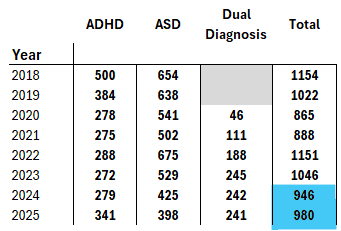 ADHD ASD Dual Diagnosis Total
Year
2018 500 654 1154
2019 384 638 1022
2020 278 541 46 865
2021 275 502 111 888
2022 288 675 188 1151
2023 272 529 245 1046
2024 279 425 242 946
2025 341 398 241 980